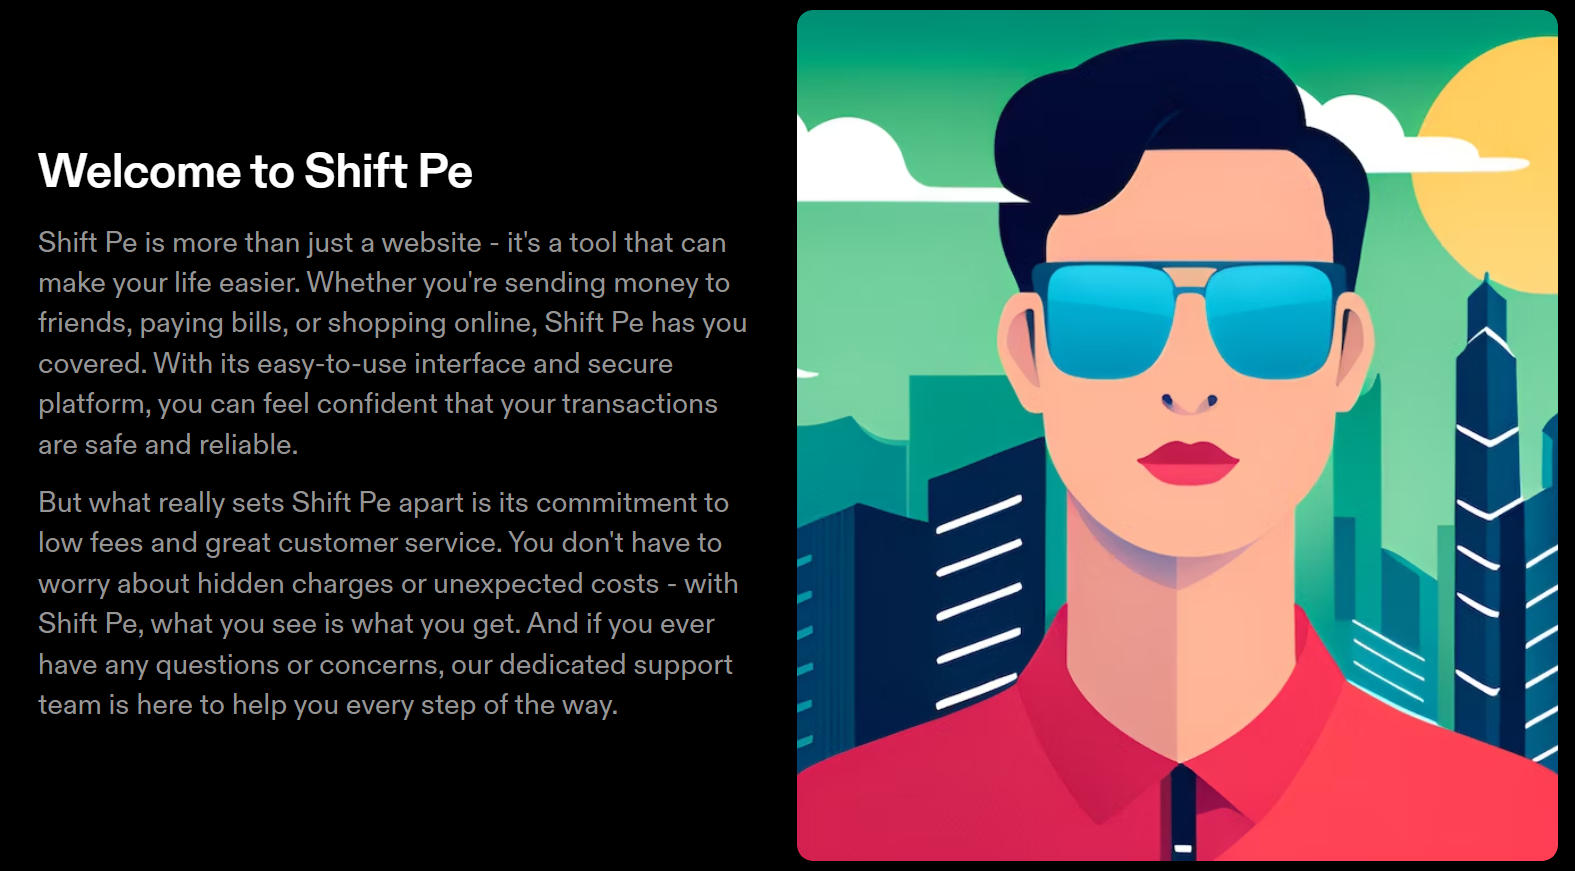 Welcome to Shift Pe
Shift Pe is more than just a website - it's a tool that can
make your life easier. Whether you're sending money to
friends, paying bills, or shopping online, Shift Pe has you
covered. With its easy-to-use interface and secure
platform, you can feel confident that your transactions
are safe and reliable.
But what really sets Shift Pe apart is its commitment to
low fees and great customer service. You don't have to
worry about hidden charges or unexpected costs - with
Shift Pe, what you see is what you get. And if you ever
have any questions or concerns, our dedicated support
team is here to help you every step of the way.